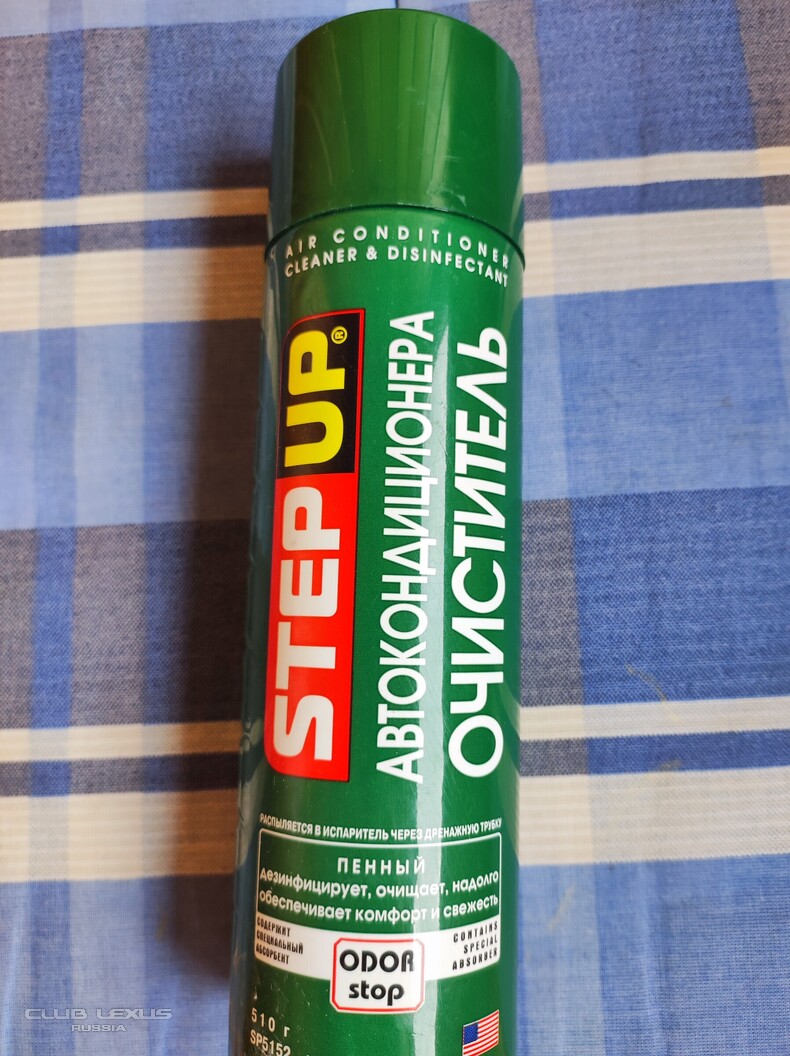 AIR CONDITIONER
CLEANER & DISINFECTANT
STEP UP®
АВТОКОНДИЦИОНЕРА
ОЧИСТИТЕЛЬ
РАСПЫЛЯЕТСЯ В ИСПАРИТЕЛЬ ЧЕРЕЗ ДРЕНАЖНУЮ ТРУБКУ
ПЕННЫЙ
дезинфицирует, очищает, надолго
обеспечивает комфорт и свежесть
СОДЕРЖИТ
СПЕЦИАЛЬНЫЙ
АБСОРБЕНТ
ODOR
stop
CONTAINS
SPECIAL
ABSORBER
510 г
SP5152
CLUB LEXUS
RUSSIA